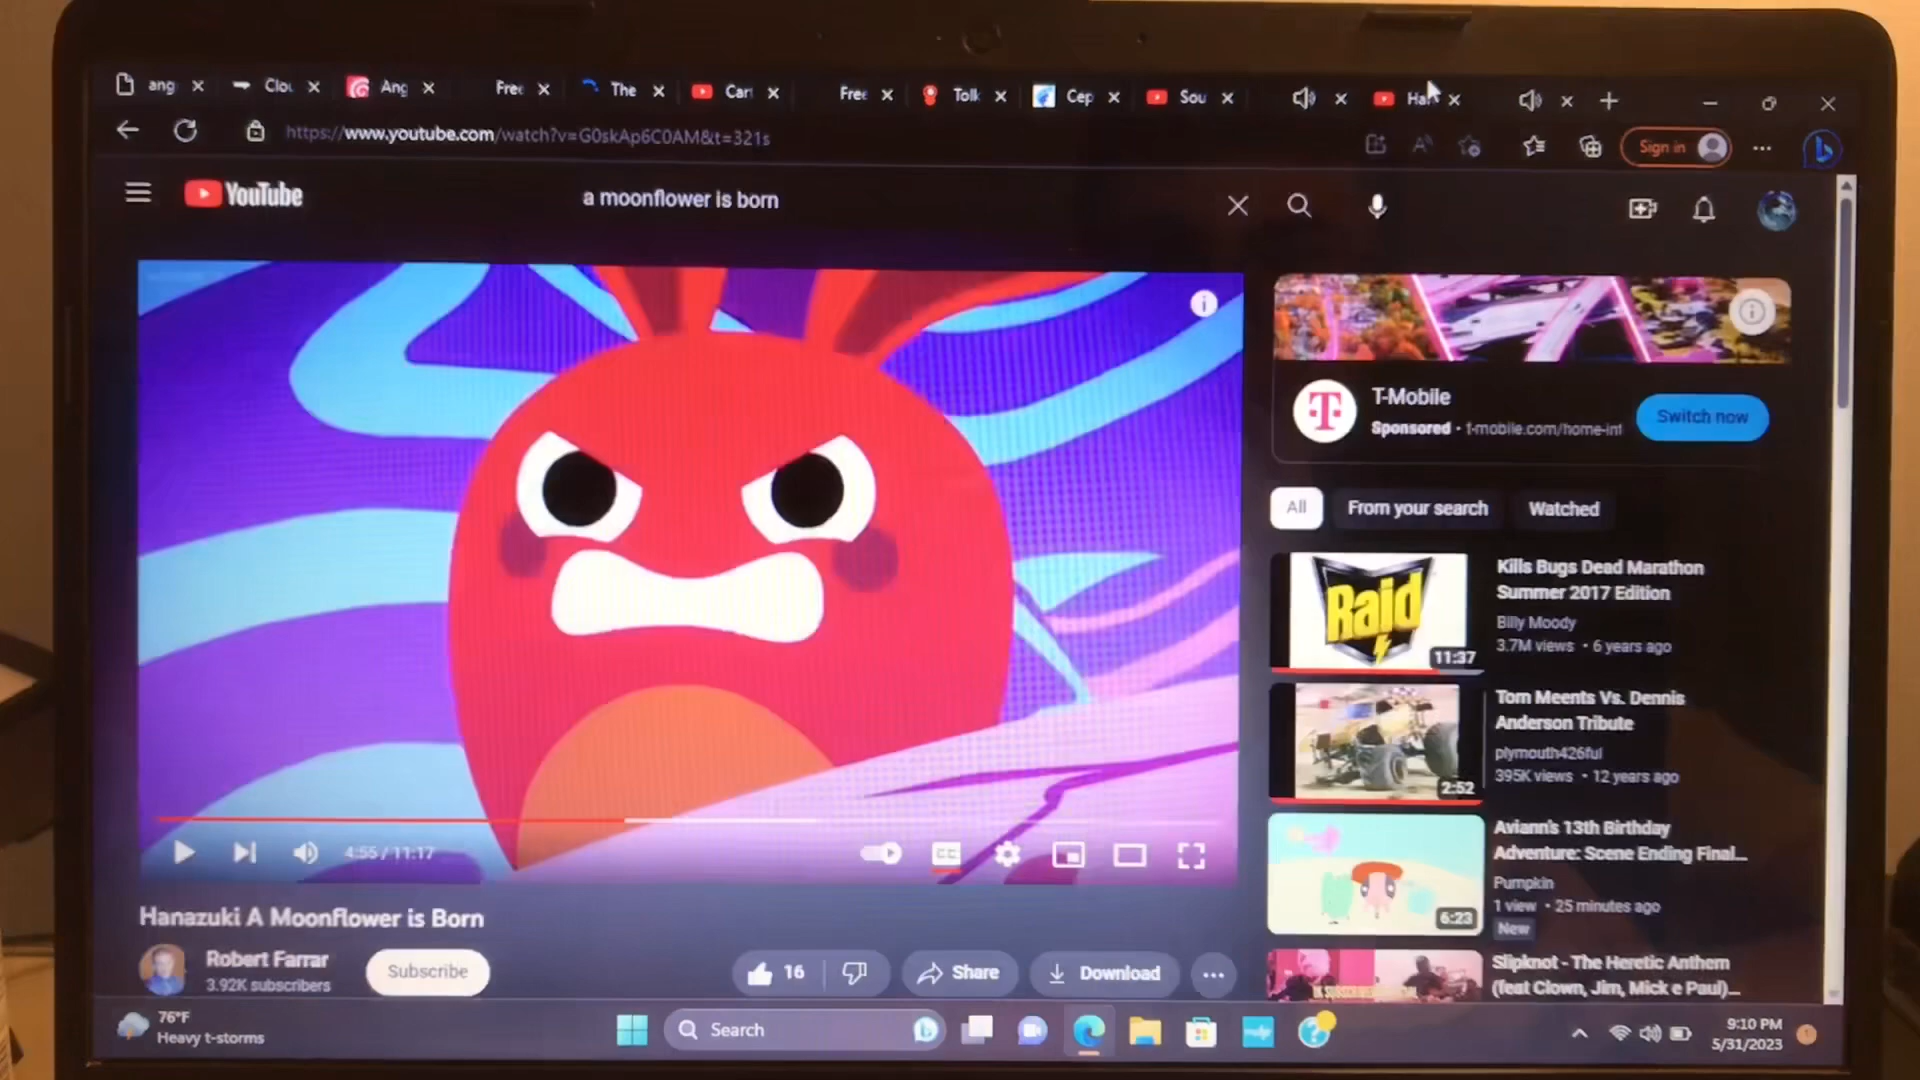 ang
Clou
Ang
Free
The
Cart
Free
Tolk
Cep
Sou
Ha
https://www.youtube.com/watch?v=G0skAp6C0AM&t=321s
Sign in
YouTube
a moonflower is born
T-Mobile
Sponsored • t-mobile.com/home-int
Switch now
All
From your search
Watched
Raid
11:37
Kills Bugs Dead Marathon
Summer 2017 Edition
Billy Moody
3.7M views • 6 years ago
2:52
Tom Meents Vs. Dennis
Anderson Tribute
plymouth426ful
395K views • 12 years ago
6:23
Aviann's 13th Birthday
Adventure: Scene Ending Final...
Pumpkin
1 view • 25 minutes ago
New
Slipknot - The Heretic Anthem
(feat Clown, Jim, Mick e Paul)...
4:55 / 11:17
CC
Hanazuki A Moonflower is Born
Robert Farrar
3.92K subscribers
Subscribe
16
Share
Download
76°F
Heavy t-storms
Search
9:10 PM
5/31/2023